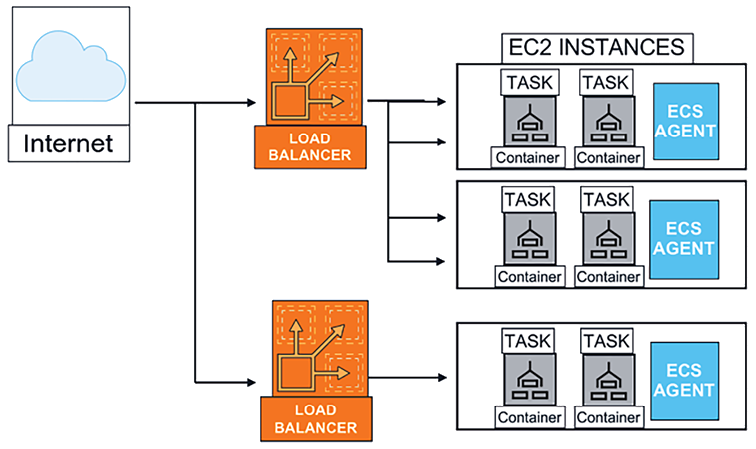 Internet
LOAD
BALANCER
EC2 INSTANCES
TASK TASK
Container Container
ECS
AGENT
TASK TASK
Container Container
ECS
AGENT
LOAD
BALANCER
TASK TASK
Container Container
ECS
AGENT